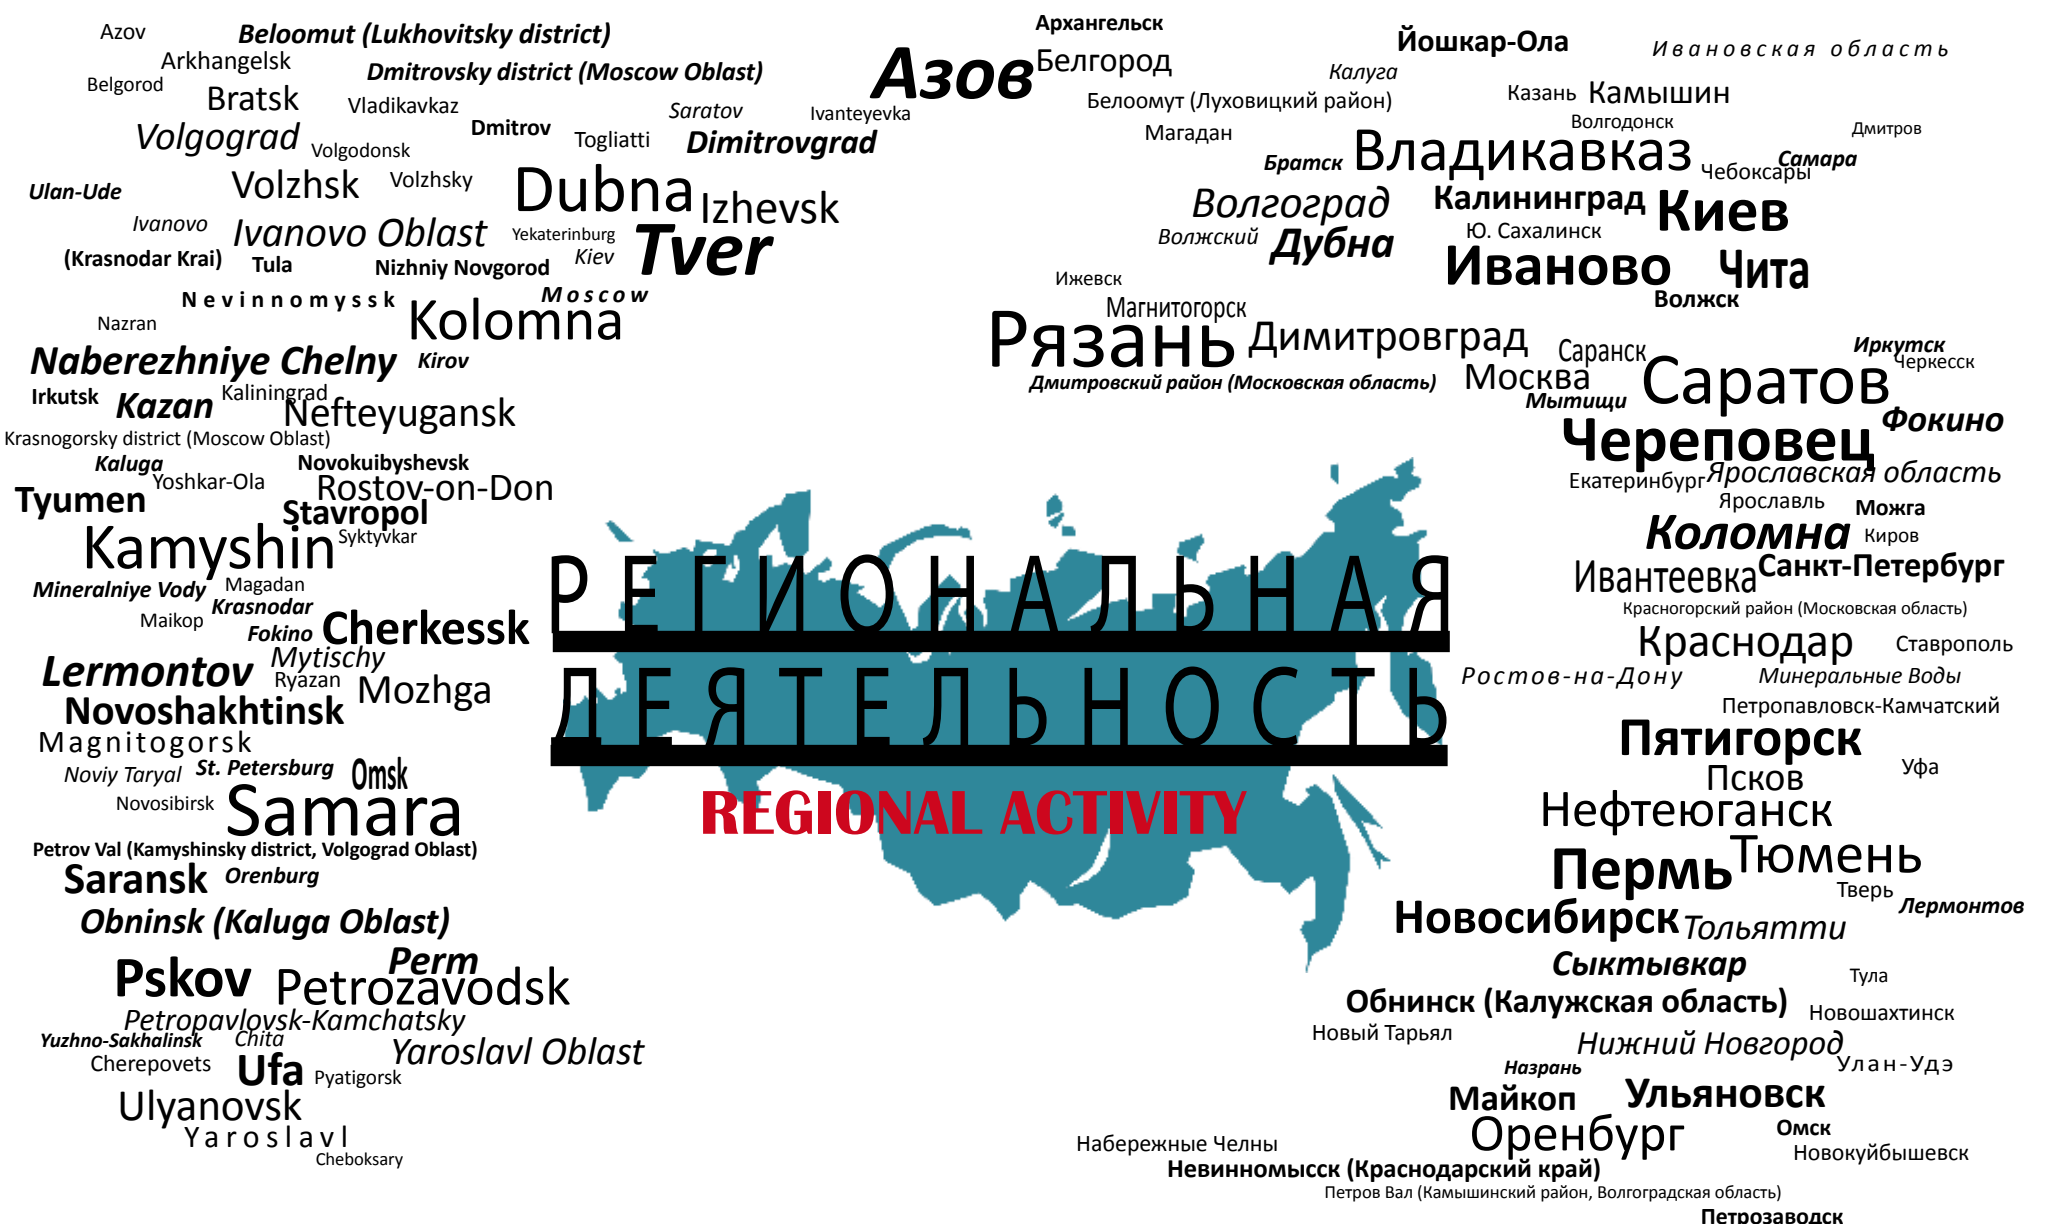 Azov
Beloomut (Lukhovitsky district)
Arkhangelsk
Dmitrovsky district (Moscow Oblast)
Belgorod
Bratsk
Vladikavkaz
Saratov
Ivanteyevka
Volgograd
Volgodonsk
Dmitrov
Togliatti
Dimitrovgrad
Ulan-Ude
Volzhsk
Volzhsky
Dubna
Izhevsk
Ivanovo
Ivanovo Oblast
Yekaterinburg
Tver
(Krasnodar Krai)
Tula
Nizhniy Novgorod
Kiev
Nevinnomyssk
Moscow
Nazran
Kolomna
Naberezhniye Chelny
Kirov
Irkutsk
Kazan
Kaliningrad
Nefteyugansk
Krasnogorsky district (Moscow Oblast)
Kaluga
Novokuibyshevsk
Yoshkar-Ola
Rostov-on-Don
Tyumen
Stavropol
Kamyshin
Syktyvkar
Mineralniye Vody
Magadan
Krasnodar
Maikop
Fokino
Cherkessk
Lermontov
Mytischy
Ryazan
Mozhga
Novoshakhtinsk
Magnitogorsk
Noviy Taryal
St. Petersburg
Omsk
Novosibirsk
Samara
Petrov Val (Kamyshinsky district, Volgograd Oblast)
Saransk
Orenburg
Obninsk (Kaluga Oblast)
Perm
Pskov
Petrozavodsk
Petropavlovsk-Kamchatsky
Yuzhno-Sakhalinsk
Chita
Yaroslavl Oblast
Cherepovets
Ufa
Pyatigorsk
Ulyanovsk
Yaroslavl
Cheboksary
РЕГИОНАЛЬНАЯ
ДЕЯТЕЛЬНОСТЬ
REGIONAL ACTIVITY
Архангельск
Азов
Белгород
Йошкар-Ола
Ивановская область
Калуга
Белоомут (Луховицкий район)
Казань
Камышин
Магадан
Волгодонск
Дмитров
Братск
Владикавказ
Чебоксары
Самара
Волгоград
Калининград
Киев
Волжский
Дубна
Ю. Сахалинск
Иваново
Чита
Ижевск
Волжск
Магнитогорск
Рязань
Димитровград
Саранск
Иркутск
Черкесск
Дмитровский район (Московская область)
Москва
Саратов
Мытищи
Фокино
Череповец
Екатеринбург
Ярославская область
Ярославль
Можга
Коломна
Киров
Ивантеевка
Санкт-Петербург
Красногорский район (Московская область)
Краснодар
Ставрополь
Ростов-на-Дону
Минеральные Воды
Петропавловск-Камчатский
Пятигорск
Псков
Уфа
Нефтеюганск
Тюмень
Пермь
Тверь
Лермонтов
Новосибирск
Тольятти
Сыктывкар
Тула
Обнинск (Калужская область)
Новошахтинск
Новый Тарьял
Нижний Новгород
Назрань
Улан-Удэ
Майкоп
Ульяновск
Оренбург
Омск
Набережные Челны
Новокуйбышевск
Невинномысск (Краснодарский край)
Петров Вал (Камышинский район, Волгоградская область)
Петрозаводск